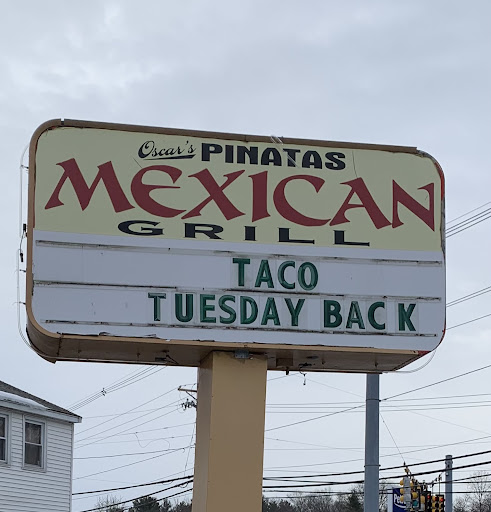 Oscar's PINATAS
MEXICAN
GRILL
TACO
TUESDAY BACK